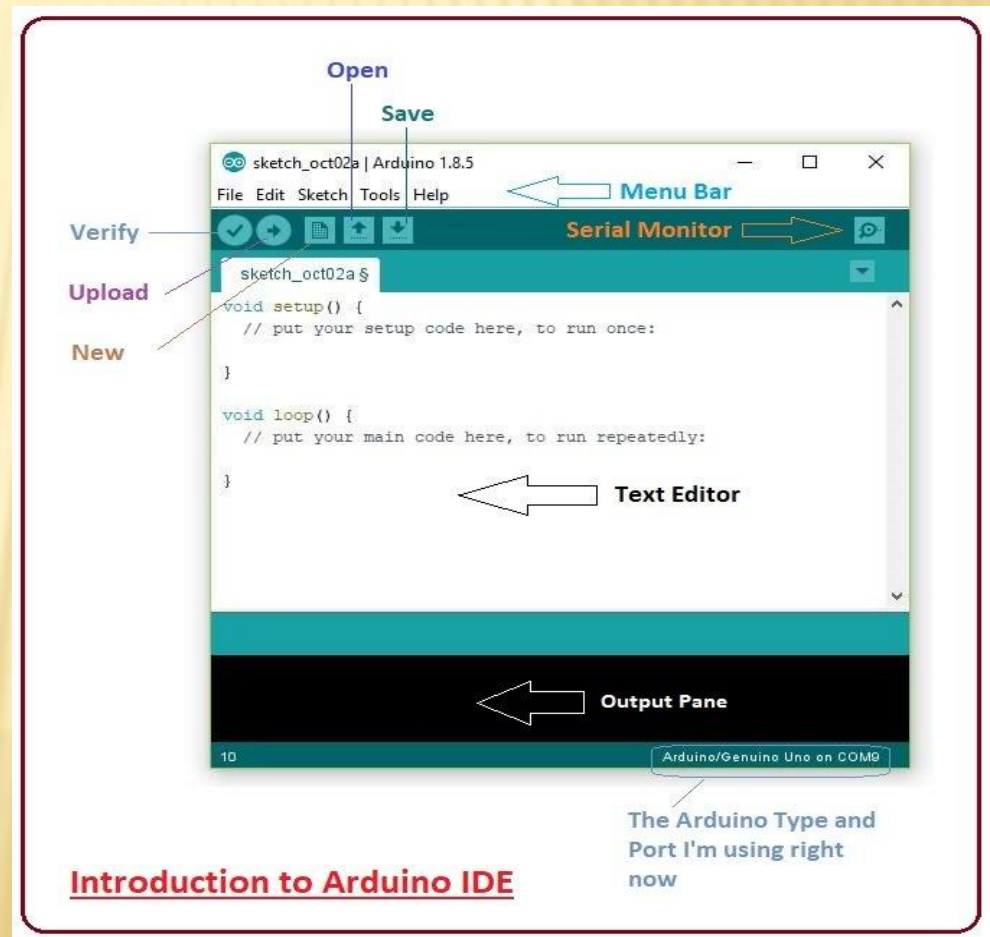 Open
Save
sketch_oct02a | Arduino 1.8.5
File Edit Sketch Tools Help
Menu Bar
Verify
Serial Monitor
sketch_oct02a §
Upload
void setup() {
// put your setup code here, to run once:
New
}
void loop() {
// put your main code here, to run repeatedly:
}
Text Editor
Output Pane
10
Arduino/Genuino Uno on COM9
The Arduino Type and
Port I'm using right
now
Introduction to Arduino IDE